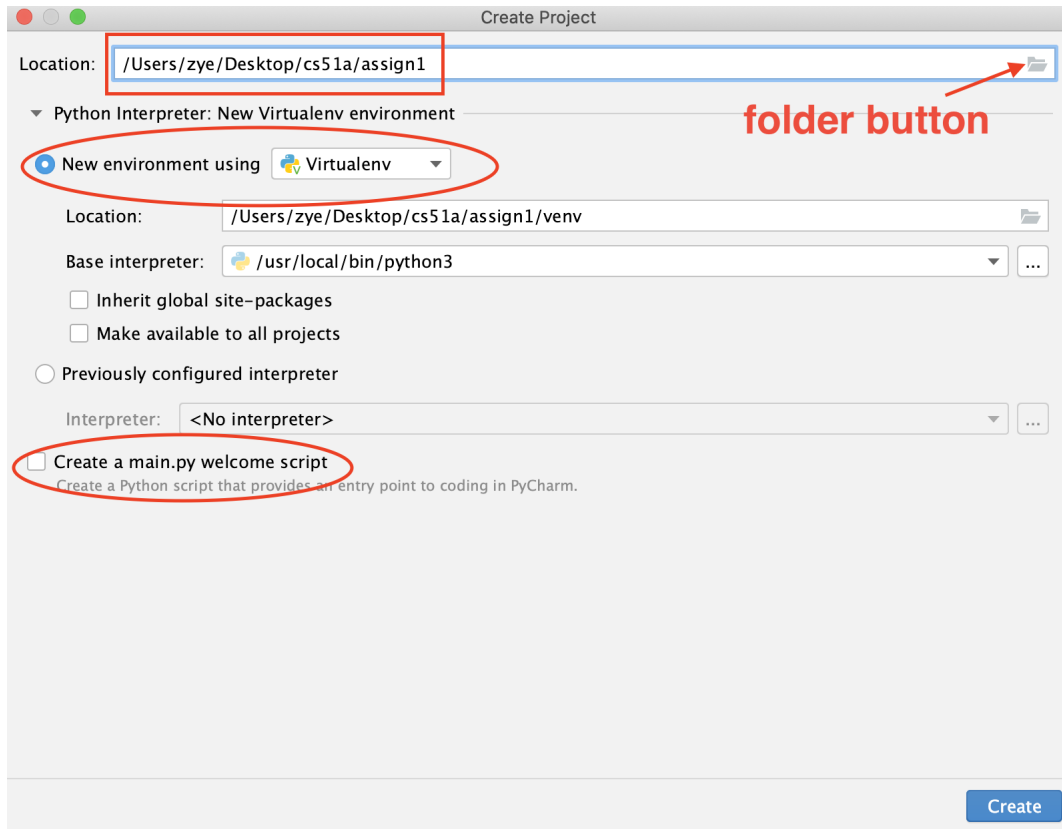 Create Project
Location: /Users/zye/Desktop/cs51a/assign1
Python Interpreter: New Virtualenv environment
folder button
New environment using Virtualenv
Location: /Users/zye/Desktop/cs51a/assign1/venv
Base interpreter: /usr/local/bin/python3 ...
Inherit global site-packages
Make available to all projects
Previously configured interpreter
Interpreter: <No interpreter> ...
Create a main.py welcome script
Create a Python script that provides an entry point to coding in PyCharm.
Create